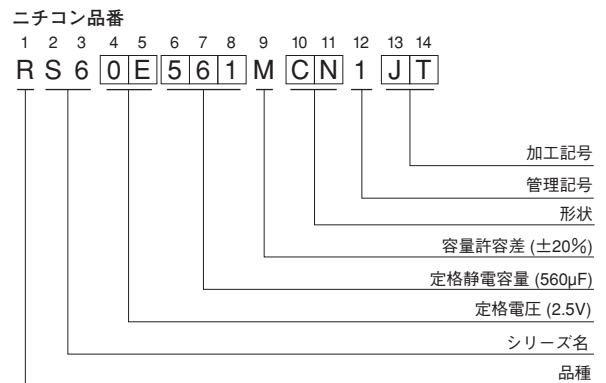 ニチコン品番
1 2 3 4 5 6 7 8 9 10 11 12 13 14
R S 6 0 E 5 6 1 M C N 1 J T
加工記号
管理記号
形状
容量許容差 (±20%)
定格静電容量 (560µF)
定格電圧 (2.5V)
シリーズ名
品種